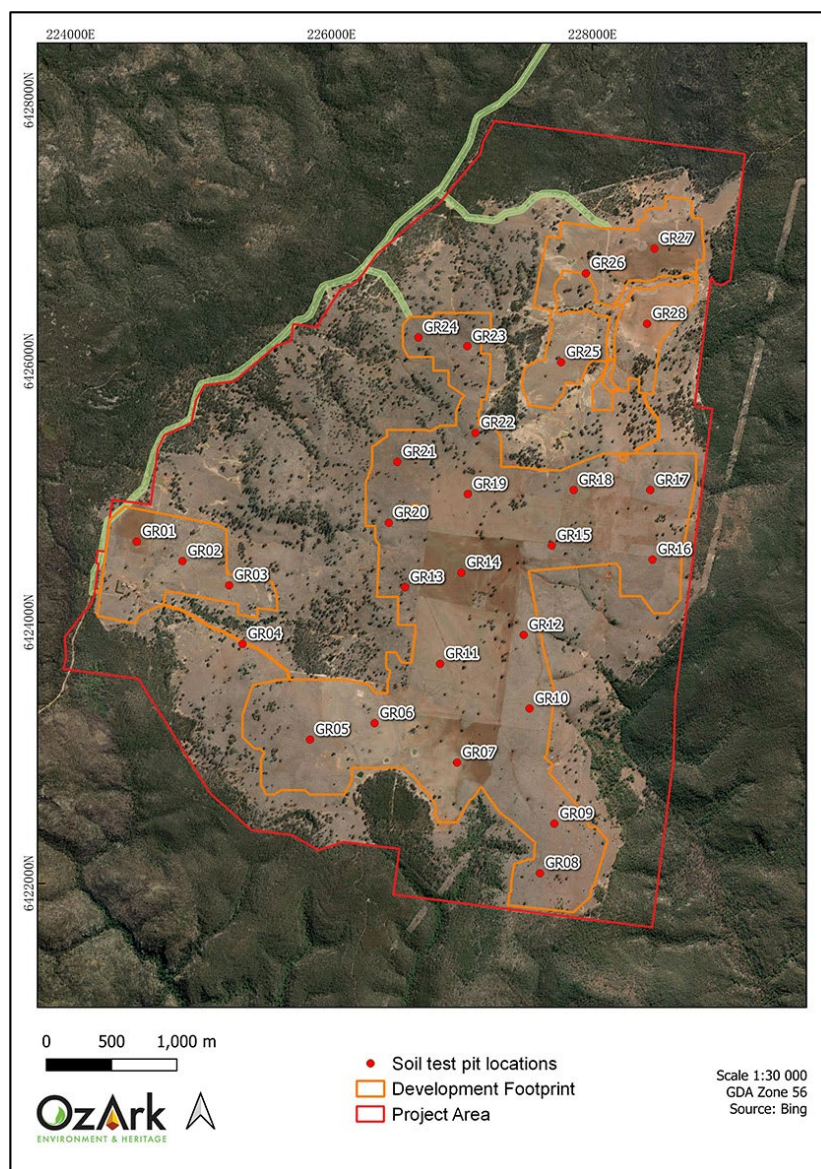 224000E
226000E
228000E
6428000N
6426000N
6424000N
6422000N
GR27
GR26
GR28
GR24
GR23
GR25
GR22
GR21
GR19
GR18
GR17
GR20
GR15
GR01
GR02
GR14
GR16
GR03
GR13
GR12
GR04
GR11
GR10
GR06
GR05
GR07
GR09
GR08
0 500 1,000 m
Soil test pit locations
Development Footprint
Project Area
Scale 1:30 000
GDA Zone 56
Source: Bing
OzArk
ENVIRONMENT & HERITAGE